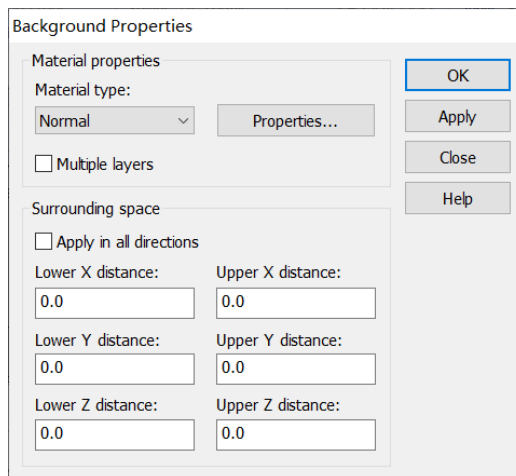 Background Properties
Material properties
Material type:
Normal
Properties...
Multiple layers
OK
Apply
Close
Help
Surrounding space
Apply in all directions
Lower X distance: Upper X distance:
0.0 0.0
Lower Y distance: Upper Y distance:
0.0 0.0
Lower Z distance: Upper Z distance:
0.0 0.0